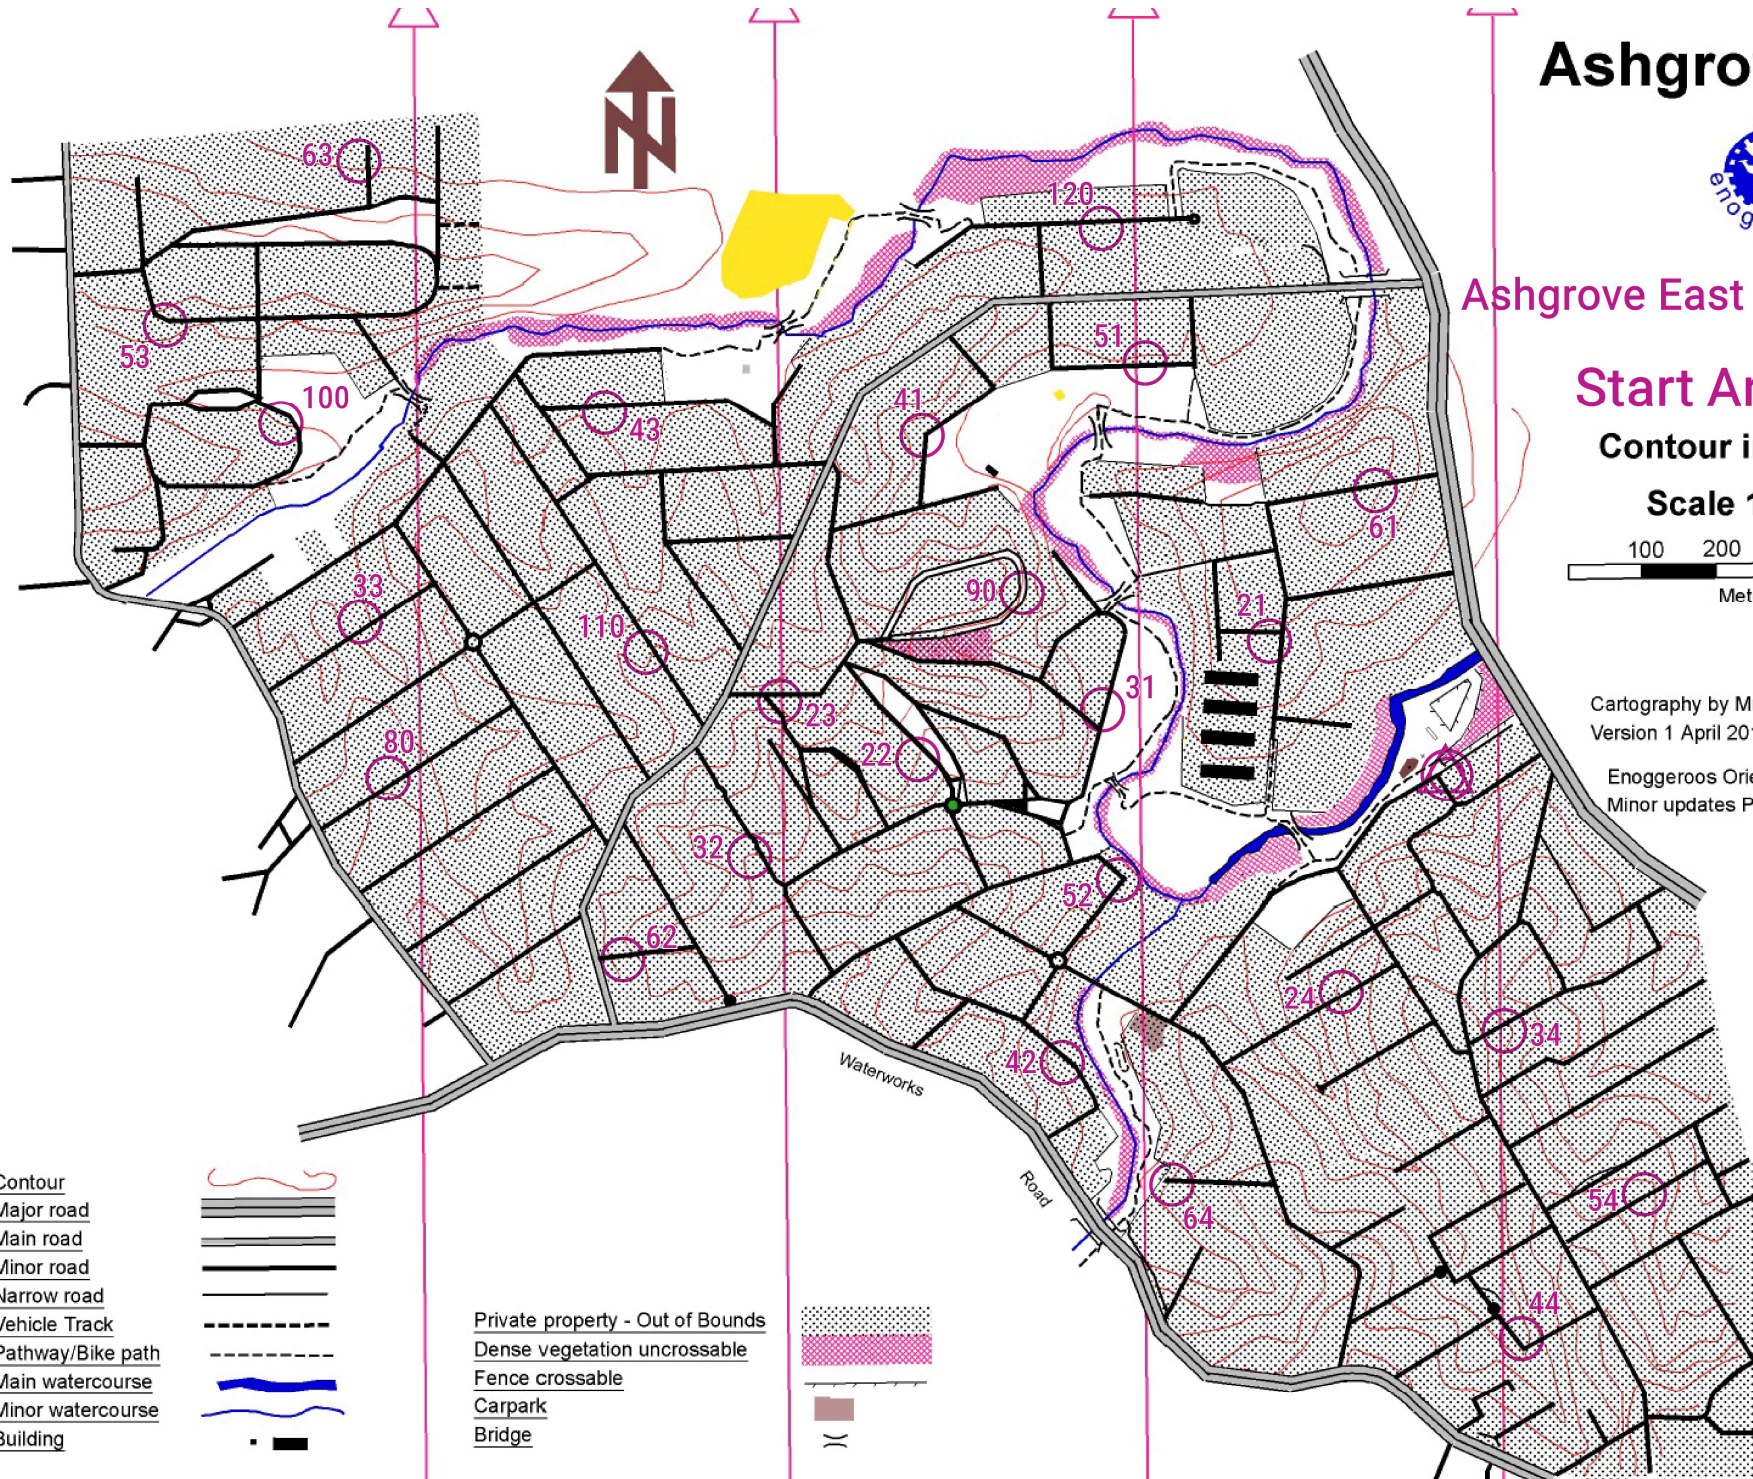 Ashgro
enog
63
120
Ashgrove East
53
51
100
41
43
Start Ar
Contour i
Scale 1
61
100 200
Met
33
90
21
110
31
23
Cartography by M
Version 1 April 201
80
22
Enoggeroos Orie
Minor updates P
32
52
62
24
34
42
Waterworks
Road
64
54
44
Contour
Major road
Main road
Minor road
Narrow road
Vehicle Track
Pathway/Bike path
Main watercourse
Minor watercourse
Building
Private property - Out of Bounds
Dense vegetation uncrossable
Fence crossable
Carpark
Bridge